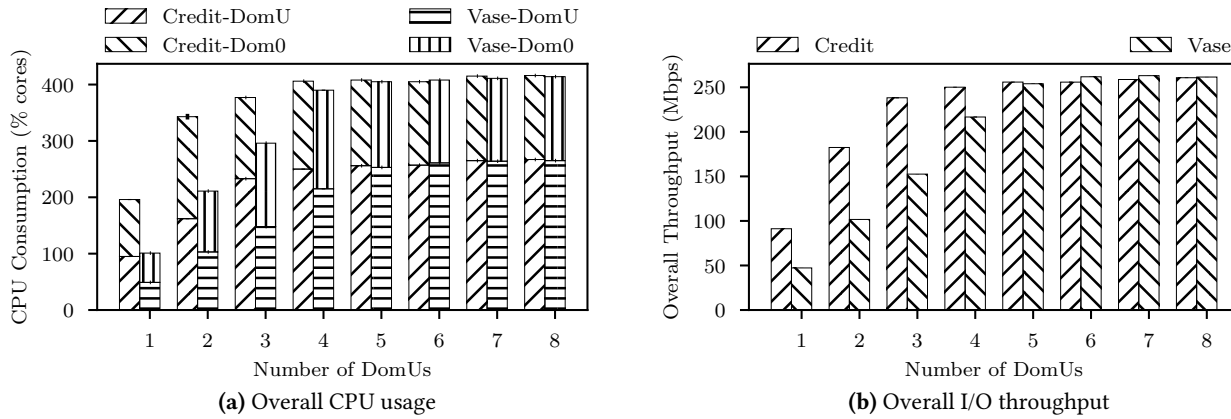 Credit-DomU
Vase-DomU
Credit-Dom0
Vase-Dom0
CPU Consumption (% cores)
400
300
200
100
0
1 2 3 4 5 6 7 8
Number of DomUs
(a) Overall CPU usage
Credit
Vase
Overall Throughput (Mbps)
250
200
150
100
50
0
1 2 3 4 5 6 7 8
Number of DomUs
(b) Overall I/O throughput